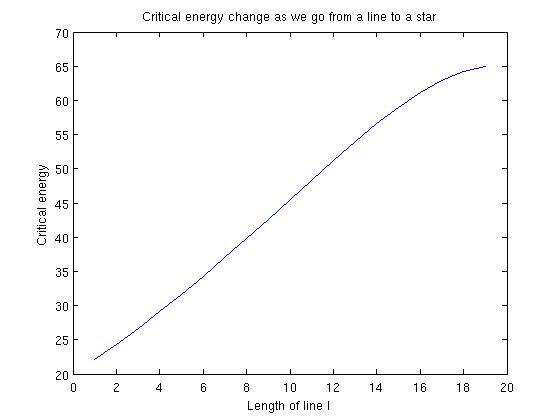 Critical energy change as we go from a line to a star
70
65
60
55
50
45
40
35
30
25
20
Critical energy
0 2 4 6 8 10 12 14 16 18 20
Length of line l